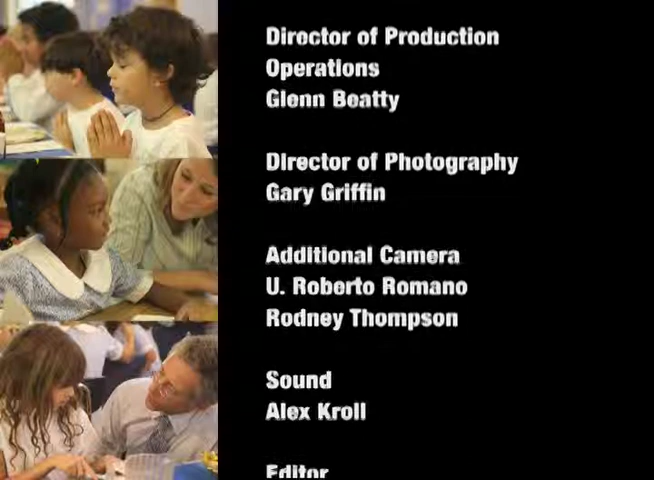 Director of Production
Operations
Glenn Beatty
Director of Photography
Gary Griffin
Additional Camera
U. Roberto Romano
Rodney Thompson
Sound
Alex Kroll
Editor